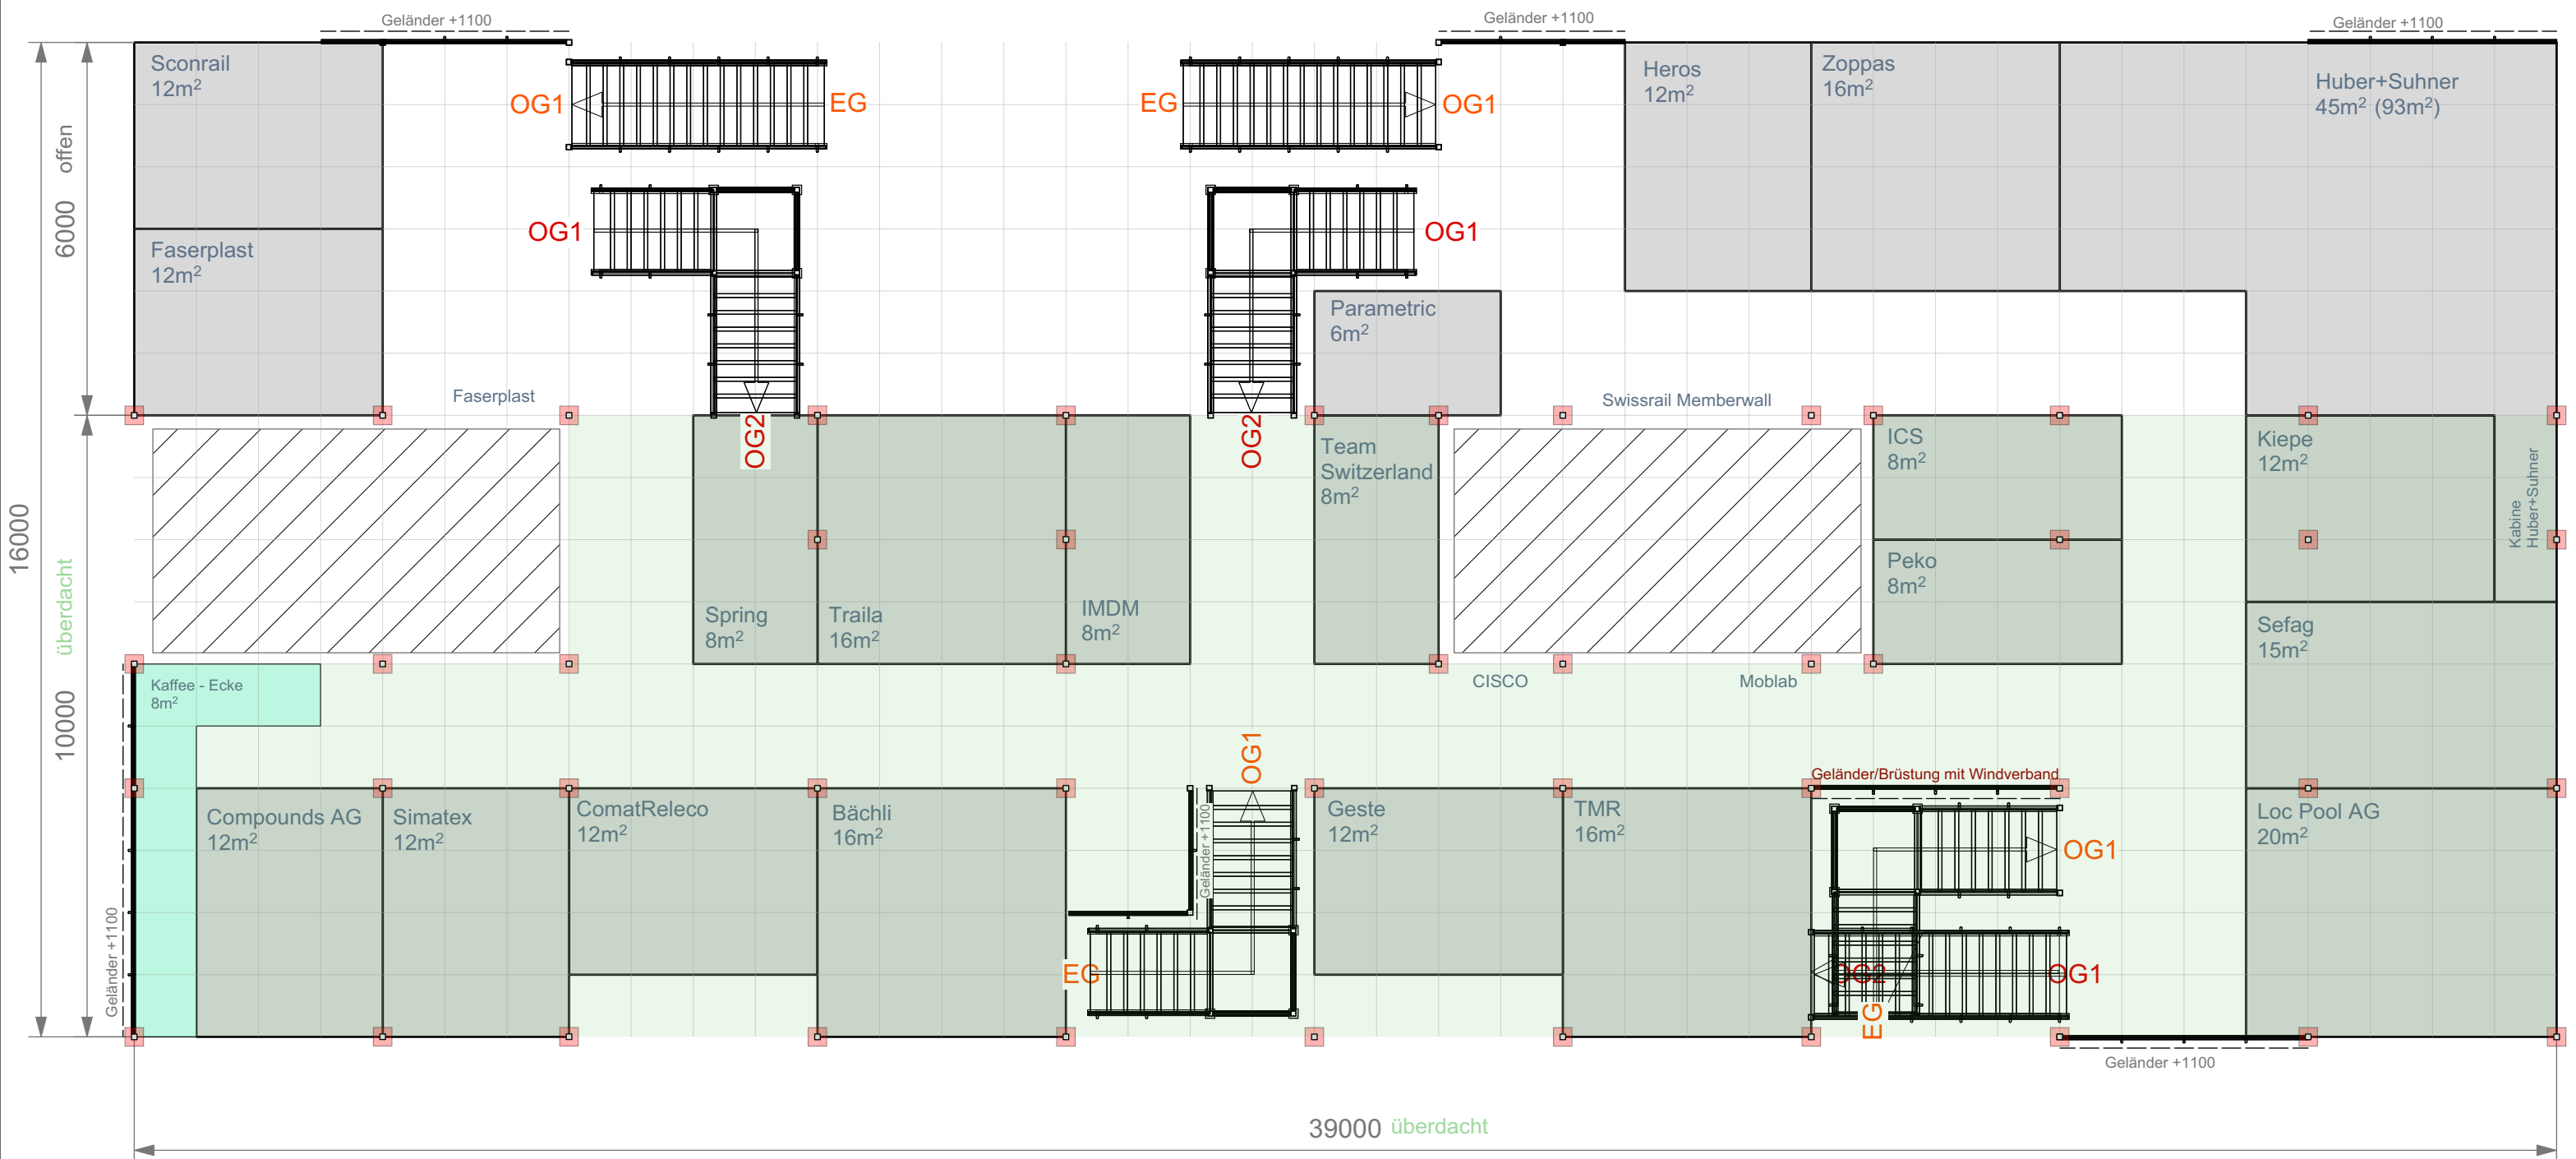 Geländer +1100
Geländer +1100
Geländer +1100
Sconrail
12m²
OG1
EG
EG
OG1
Heros
12m²
Zoppas
16m²
Huber+Suhner
45m² (93m²)
offen
6000
Faserplast
12m²
OG1
OG1
Parametric
6m²
Faserplast
Swissrail Memberwall
OG2
OG2
Team
Switzerland
8m²
ICS
8m²
Kiepe
12m²
Kabine
Huber+Suhner
16000
überdacht
10000
Spring
8m²
Traila
16m²
IMDM
8m²
Peko
8m²
Sefag
15m²
Kaffee - Ecke
8m²
CISCO
Moblab
OG1
Geländer/Brüstung mit Windverband
Compounds AG
12m²
Simatex
12m²
ComatReleco
12m²
Bächli
16m²
Geländer +1100
Geste
12m²
TMR
16m²
OG1
Loc Pool AG
20m²
Geländer +1100
EG
OG2
OG1
EG
Geländer +1100
39000 überdacht